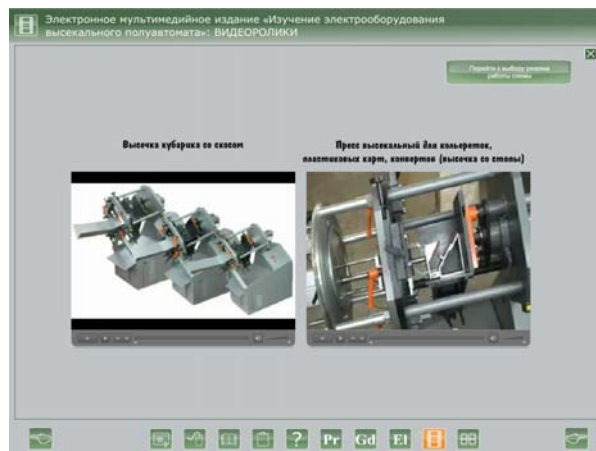 Электронное мультимедийное издание «Изучение электрооборудования
высекального полуавтомата»: ВИДЕОРОЛИКИ
Перейти к выбору режима
работы схемы
Высечка кубарика со скосом
Пресс высекальный для кольереток,
пластиковых карт, конвертов (высечка со стопы)
? Pr Gd El